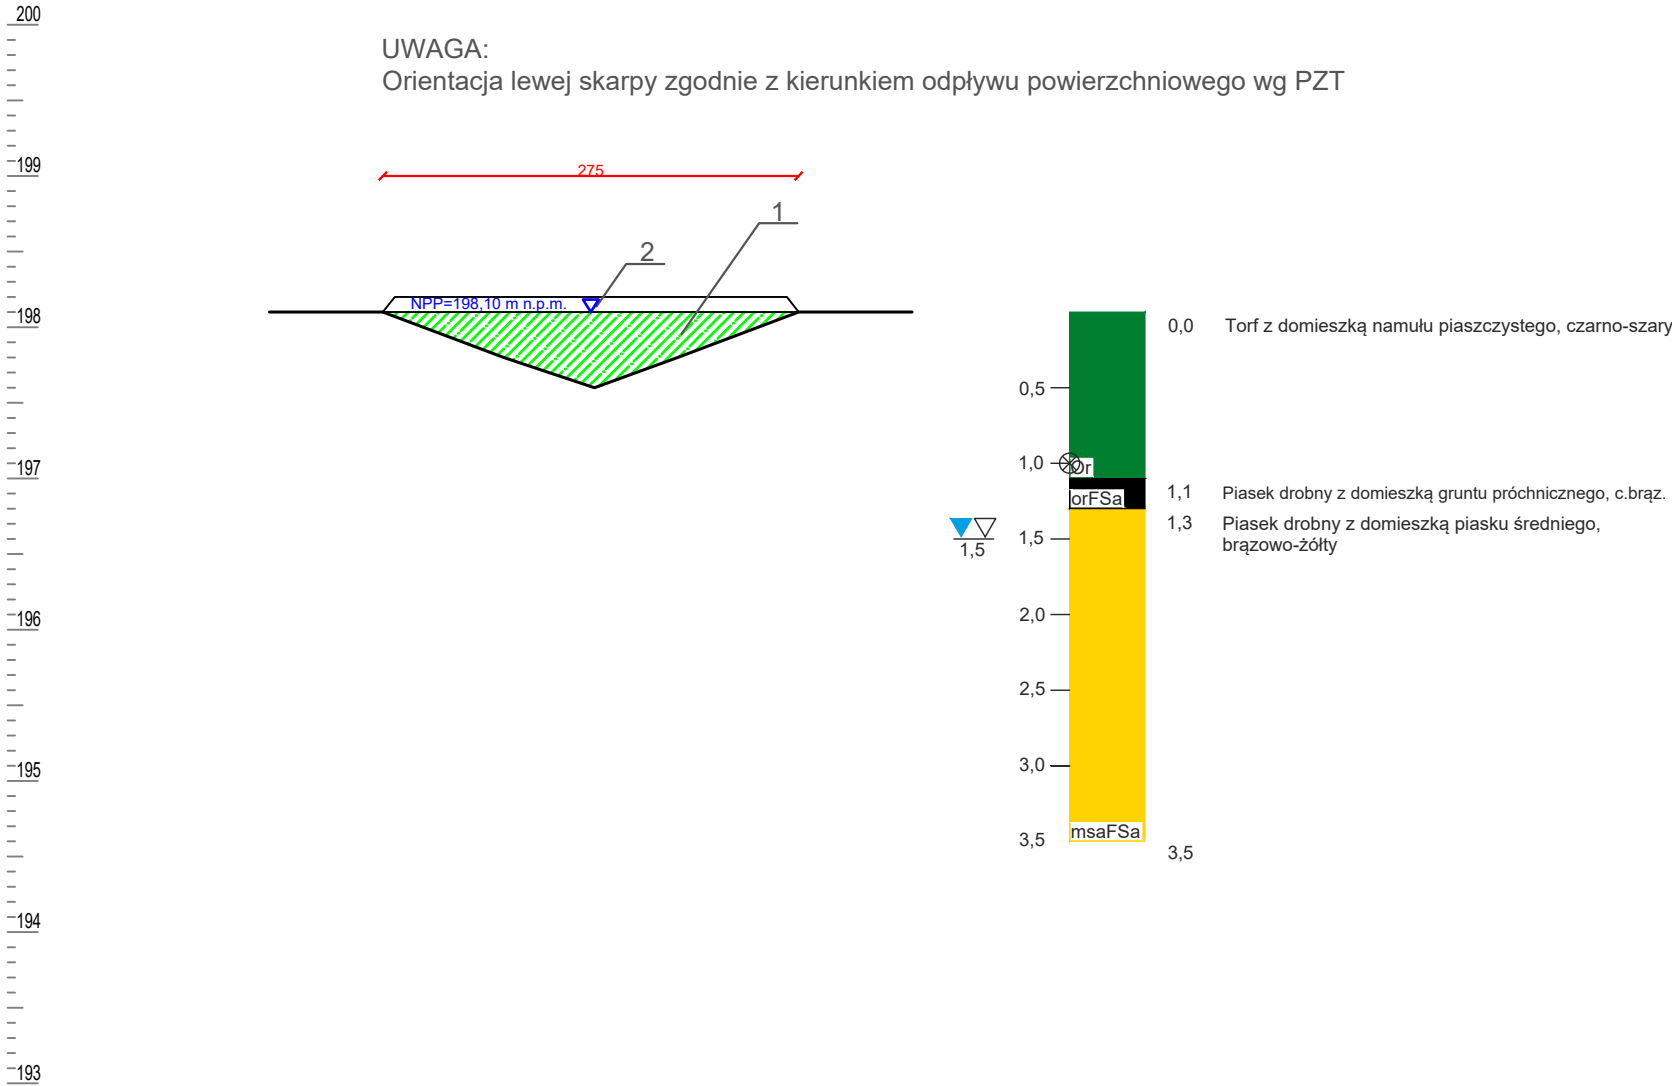 200
UWAGA:
Orientacja lewej skarpy zgodnie z kierunkiem odpływu powierzchniowego wg PZT
199
275
1
2
NPP=198,10 m n.p.m.
198
0,0 Torf z domieszką namułu piaszczystego, czarno-szary
0,5
197
1,0
Or
orFSa
1,1 Piasek drobny z domieszką gruntu próchnicznego, c.brąz.
1,3 Piasek drobny z domieszką piasku średniego,
brązowo-żółty
1,5
1,5
196
2,0
2,5
195
3,0
msaFSa
3,5
3,5
194
193